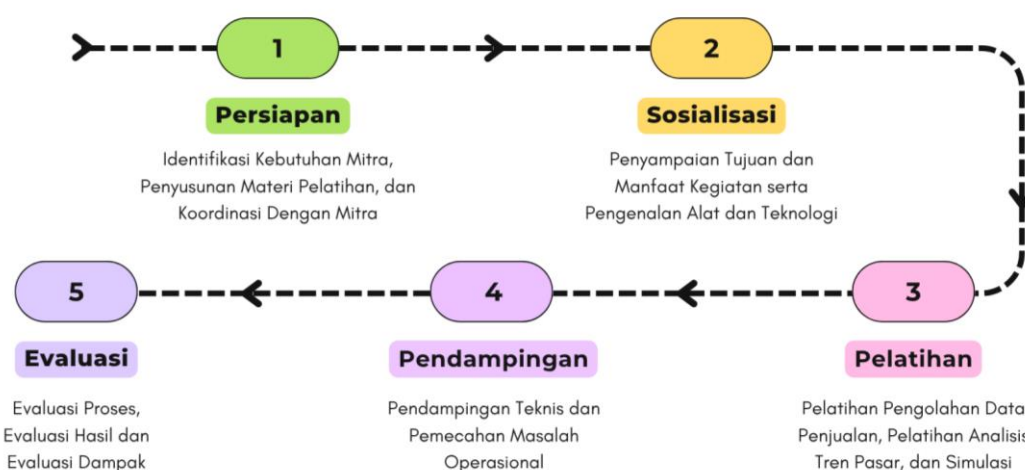 1
Persiapan
Identifikasi Kebutuhan Mitra,
Penyusunan Materi Pelatihan, dan
Koordinasi Dengan Mitra
2
Sosialisasi
Penyampaian Tujuan dan
Manfaat Kegiatan serta
Pengenalan Alat dan Teknologi
3
Pelatihan
Pelatihan Pengolahan Data
Penjualan, Pelatihan Analisis
Tren Pasar, dan Simulasi
4
Pendampingan
Pendampingan Teknis dan
Pemecahan Masalah
Operasional
5
Evaluasi
Evaluasi Proses,
Evaluasi Hasil dan
Evaluasi Dampak